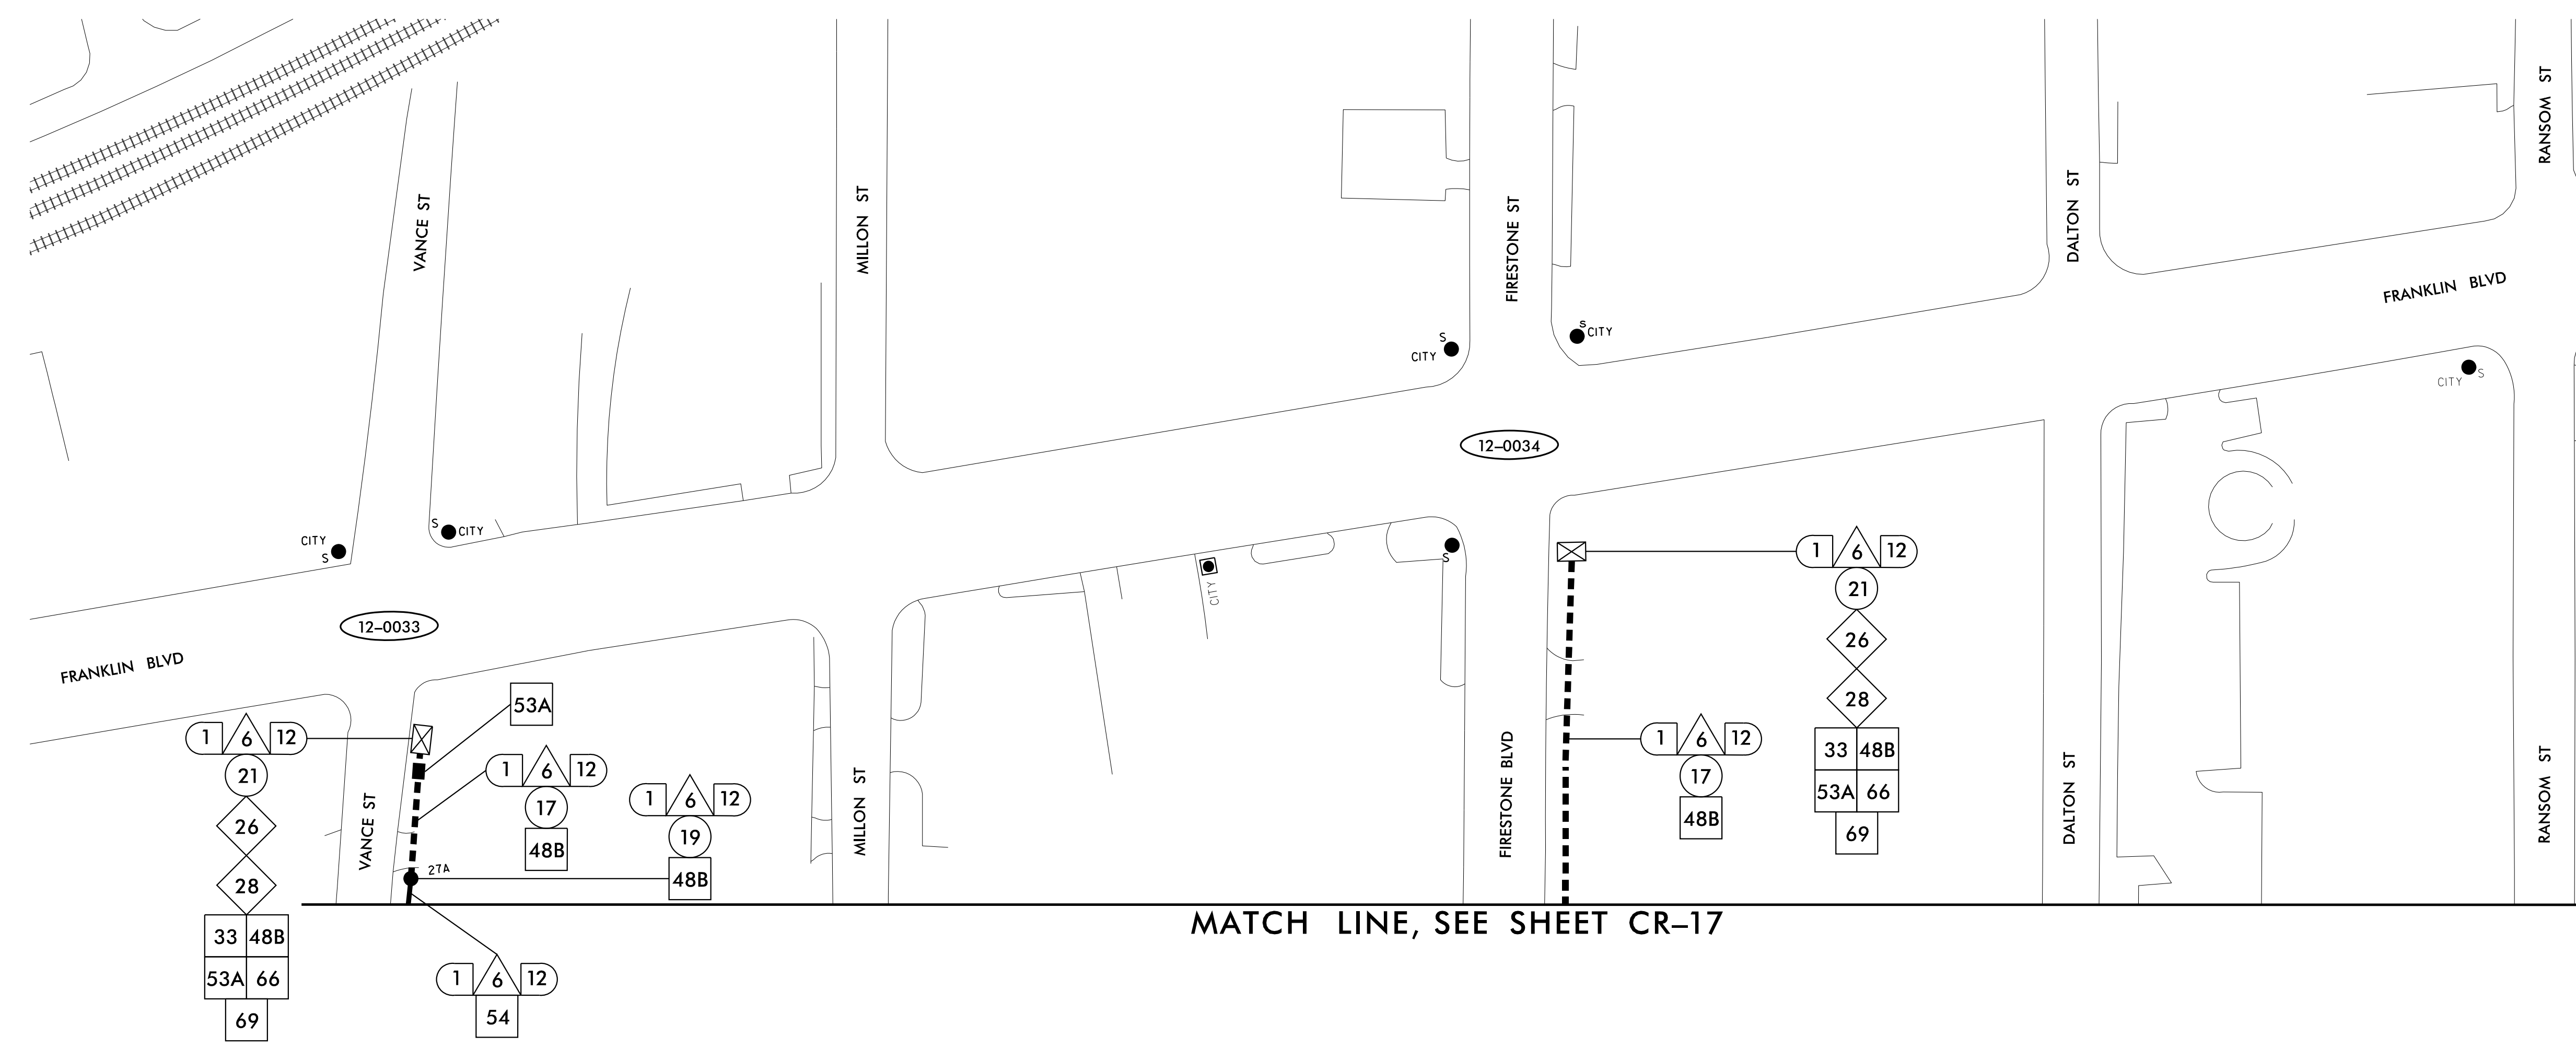 RANSOM ST
VANCE ST
MILLON ST
FIRESTONE ST
DALTON ST
FRANKLIN BLVD
S
CITY
S
CITY
CITY
S
12–0034
S
CITY
CITY
S
S
CITY
12–0033
FRANKLIN BLVD
1 6 12
21
26
28
33 48B
53A 66
69
53A
1 6 12
21
26
28
33 48B
53A 66
69
1 6 12
17
48B
1 6 12
19
48B
27A
1 6 12
17
48B
VANCE ST
MILLON ST
FIRESTONE BLVD
DALTON ST
RANSOM ST
MATCH LINE, SEE SHEET CR–17
1 6 12
54